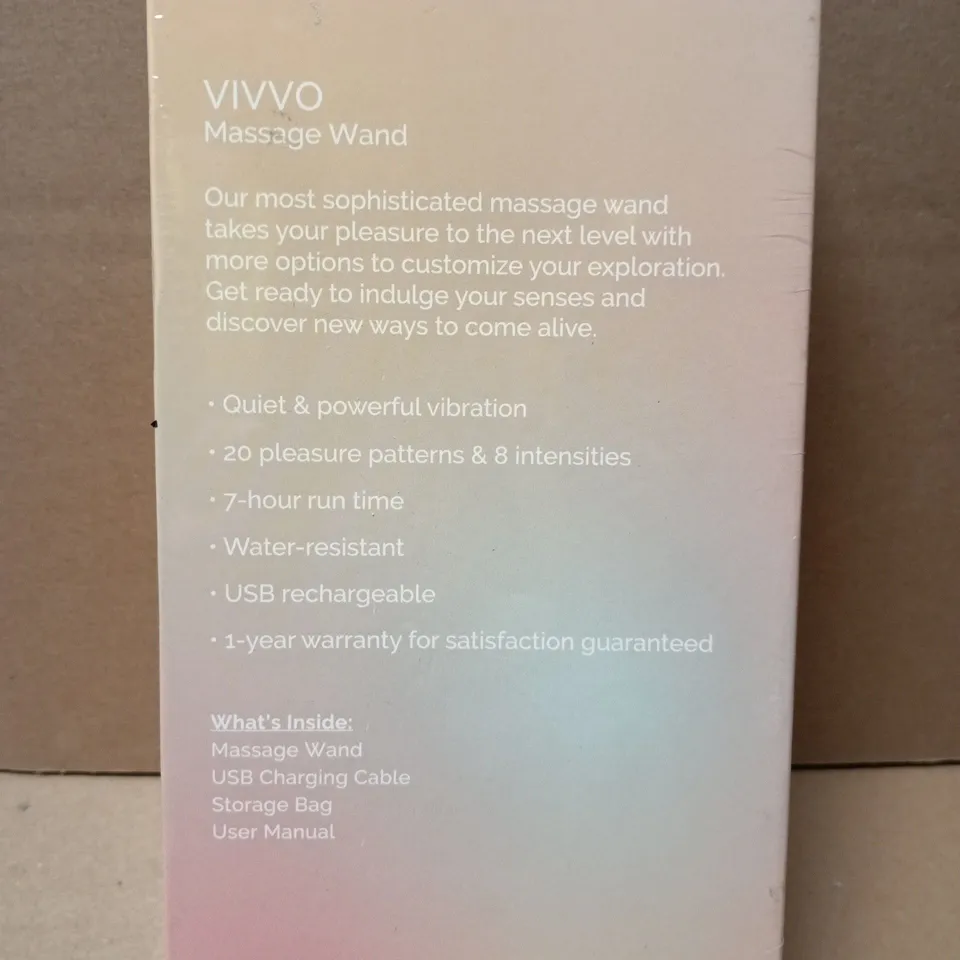 VIVVO
Massage Wand
Our most sophisticated massage wand
takes your pleasure to the next level with
more options to customize your exploration.
Get ready to indulge your senses and
discover new ways to come alive.
• Quiet & powerful vibration
• 20 pleasure patterns & 8 intensities
• 7-hour run time
• Water-resistant
• USB rechargeable
• 1-year warranty for satisfaction guaranteed
What's Inside:
Massage Wand
USB Charging Cable
Storage Bag
User Manual